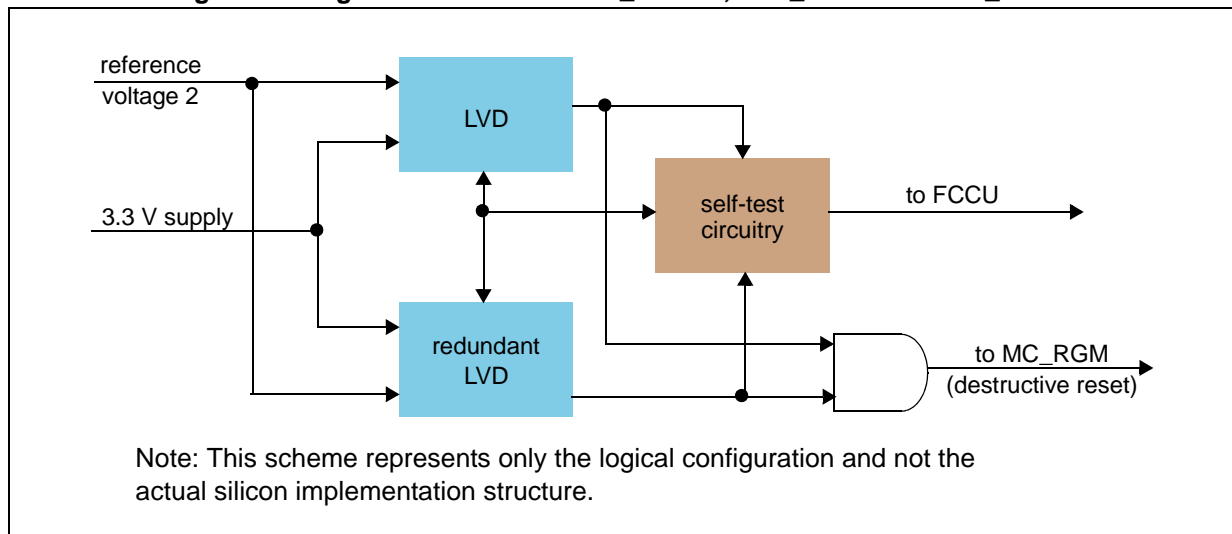 reference
voltage 2
LVD
3.3 V supply
self-test
circuitry
to FCCU
redundant
LVD
to MC_RGM
(destructive reset)
Note: This scheme represents only the logical configuration and not the
actual silicon implementation structure.